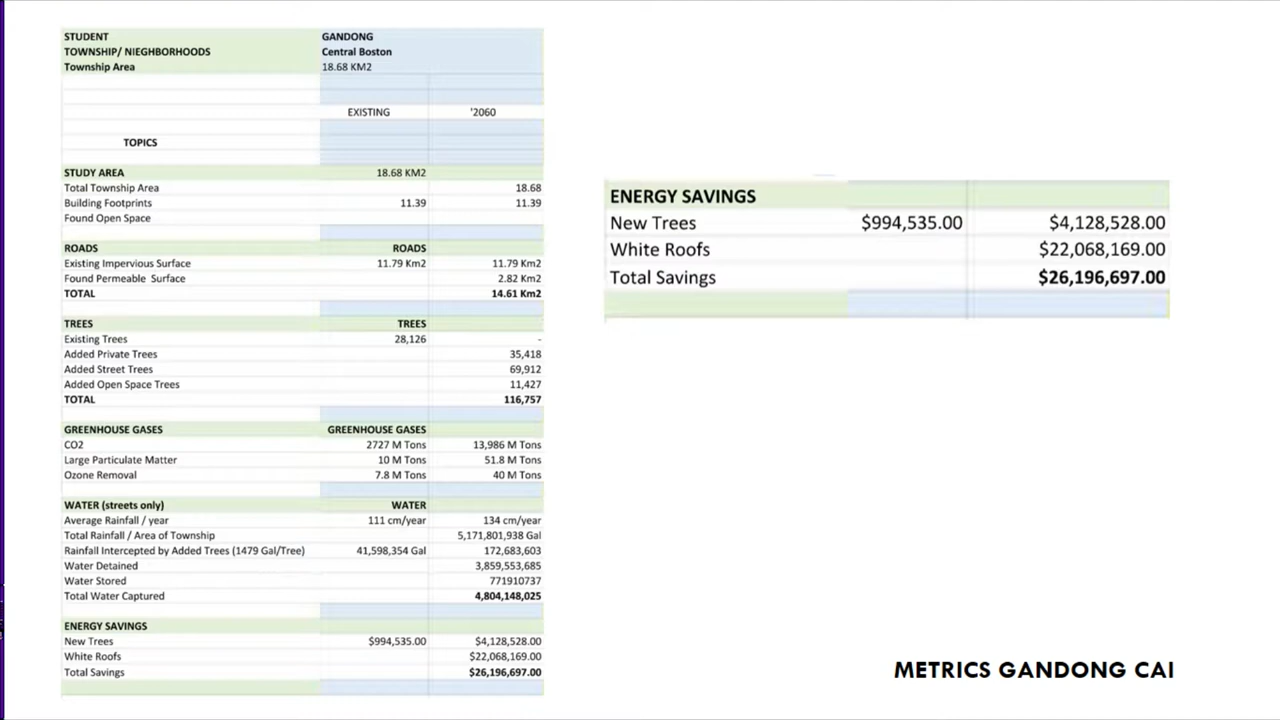 STUDENT GANDONG
TOWNSHIP/ NIEGHBORHOODS Central Boston
Township Area 18.68 KM2
EXISTING '2060
TOPICS
STUDY AREA 18.68 KM2
Total Township Area 18.68
Building Footprints 11.39 11.39
Found Open Space
ROADS ROADS
Existing Impervious Surface 11.79 Km2 11.79 Km2
Found Permeable Surface 2.82 Km2
TOTAL 14.61 Km2
TREES TREES
Existing Trees 28,126 -
Added Private Trees 35,418
Added Street Trees 69,912
Added Open Space Trees 11,427
TOTAL 116,757
GREENHOUSE GASES GREENHOUSE GASES
CO2 2727 M Tons 13,986 M Tons
Large Particulate Matter 10 M Tons 51.8 M Tons
Ozone Removal 7.8 M Tons 40 M Tons
WATER (streets only) WATER
Average Rainfall / year 111 cm/year 134 cm/year
Total Rainfall / Area of Township 5,171,801,938 Gal
Rainfall Intercepted by Added Trees (1479 Gal/Tree) 41,598,354 Gal 172,683,603
Water Detained 3,859,553,685
Water Stored 771910737
Total Water Captured 4,804,148,025
ENERGY SAVINGS
New Trees $994,535.00 $4,128,528.00
White Roofs $22,068,169.00
Total Savings $26,196,697.00
ENERGY SAVINGS
New Trees $994,535.00 $4,128,528.00
White Roofs $22,068,169.00
Total Savings $26,196,697.00
METRICS GANDONG CAI